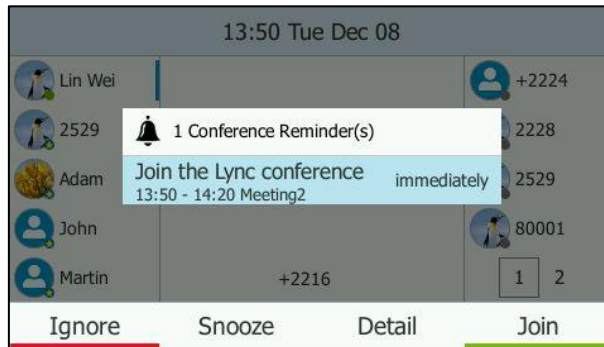 13:50 Tue Dec 08
Lin Wei
+2224
1 Conference Reminder(s)
2529
2228
Join the Lync conference
immediately
13:50 - 14:20 Meeting2
Adam
2529
John
80001
Martin
+2216
1 2
Ignore Snooze Detail Join